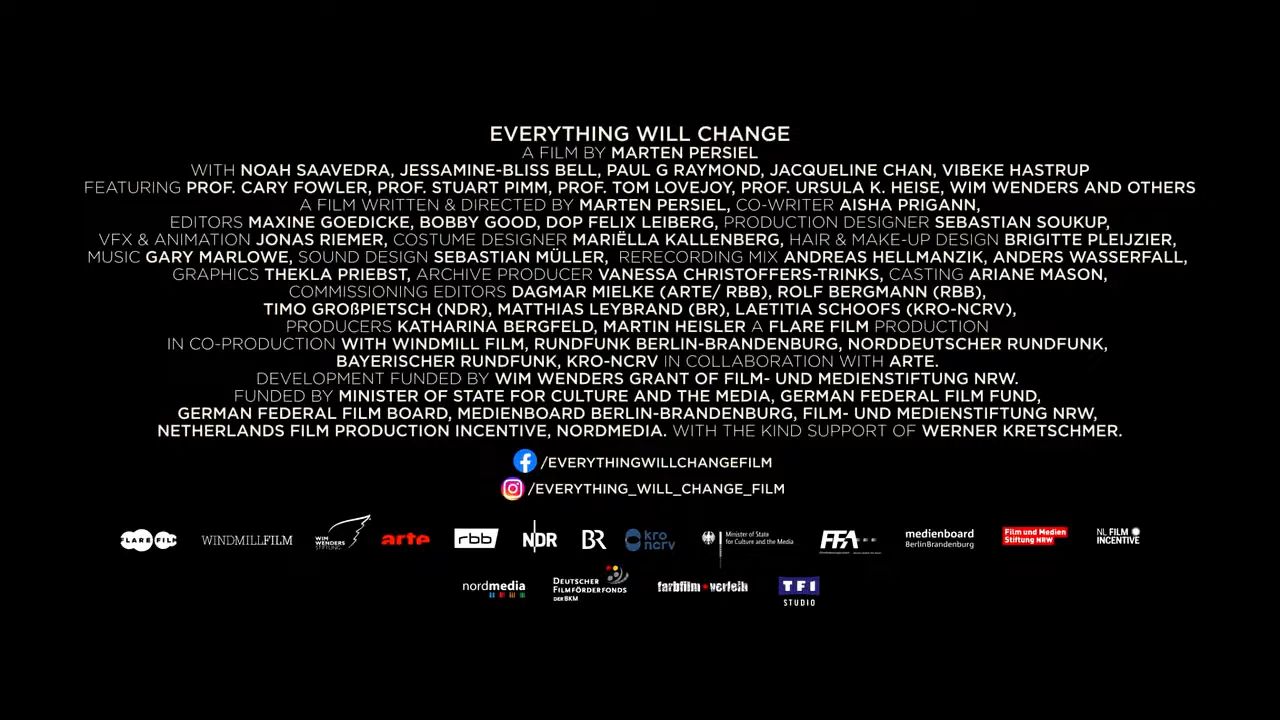 EVERYTHING WILL CHANGE
A FILM BY MARTEN PERSIEL
WITH NOAH SAAVEDRA, JESSAMINE-BLISS BELL, PAUL G RAYMOND, JACQUELINE CHAN, VIBEKE HASTRUP
FEATURING PROF. CARY FOWLER, PROF. STUART PIMM, PROF. TOM LOVEJOY, PROF. URSULA K. HEISE, WIM WENDERS AND OTHERS
A FILM WRITTEN & DIRECTED BY MARTEN PERSIEL, CO-WRITER AISHA PRIGANN,
EDITORS MAXINE GOEDICKE, BOBBY GOOD, DOP FELIX LEIBERG, PRODUCTION DESIGNER SEBASTIAN SOUKUP,
VFX & ANIMATION JONAS RIEMER, COSTUME DESIGNER MARIËLLA KALLENBERG, HAIR & MAKE-UP DESIGN BRIGITTE PLEIJZIER,
MUSIC GARY MARLOWE, SOUND DESIGN SEBASTIAN MÜLLER, RERECORDING MIX ANDREAS HELLMANZIK, ANDERS WASSERFALL,
GRAPHICS THEKLA PRIEBST, ARCHIVE PRODUCER VANESSA CHRISTOFFERS-TRINKS, CASTING ARIANE MASON,
COMMISSIONING EDITORS DAGMAR MIELKE (ARTE/ RBB), ROLF BERGMANN (RBB),
TIMO GROßPIETSCH (NDR), MATTHIAS LEYBRAND (BR), LAETITIA SCHOOFS (KRO-NCRV),
PRODUCERS KATHARINA BERGFELD, MARTIN HEISLER A FLARE FILM PRODUCTION
IN CO-PRODUCTION WITH WINDMILL FILM, RUNDFUNK BERLIN-BRANDENBURG, NORDDEUTSCHER RUNDFUNK,
BAYERISCHER RUNDFUNK, KRO-NCRV IN COLLABORATION WITH ARTE.
DEVELOPMENT FUNDED BY WIM WENDERS GRANT OF FILM- UND MEDIENSTIFTUNG NRW.
FUNDED BY MINISTER OF STATE FOR CULTURE AND THE MEDIA, GERMAN FEDERAL FILM FUND,
GERMAN FEDERAL FILM BOARD, MEDIENBOARD BERLIN-BRANDENBURG, FILM- UND MEDIENSTIFTUNG NRW,
NETHERLANDS FILM PRODUCTION INCENTIVE, NORDMEDIA. WITH THE KIND SUPPORT OF WERNER KRETSCHMER.
/EVERYTHINGWILLCHANGEFILM
/EVERYTHING_WILL_CHANGE_FILM
FLARE FILM
WINDMILLFILM
WIM
WENDERS
STIFTUNG
arte
rbb
NDR
BR
kro
ncrv
Minister of State
for Culture and the Media
FFA
medienboard
BerlinBrandenburg
Film und Medien
Stiftung NRW
NL FILM
INCENTIVE
nordmedia
DEUTSCHER
FILMFÖRDERFONDS
DER BKM
farbfilm verleih
TF1
STUDIO